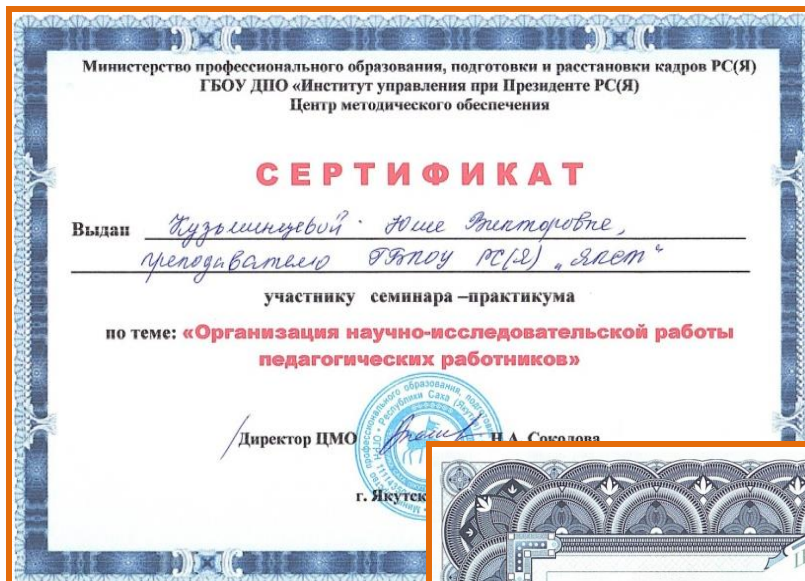 Министерство профессионального образования, подготовки и расстановки кадров РС(Я)
ГБОУ ДПО «Институт управления при Президенте РС(Я)
Центр методического обеспечения
СЕРТИФИКАТ
Выдан Кузьминцевой Юлие Викторовне,
преподавателю ГБПОУ РС(Я) „ЯПСТ“
участнику семинара –практикума
по теме: «Организация научно-исследовательской работы
педагогических работников»
Директор ЦМО Н.А. Соколова
г. Якутск